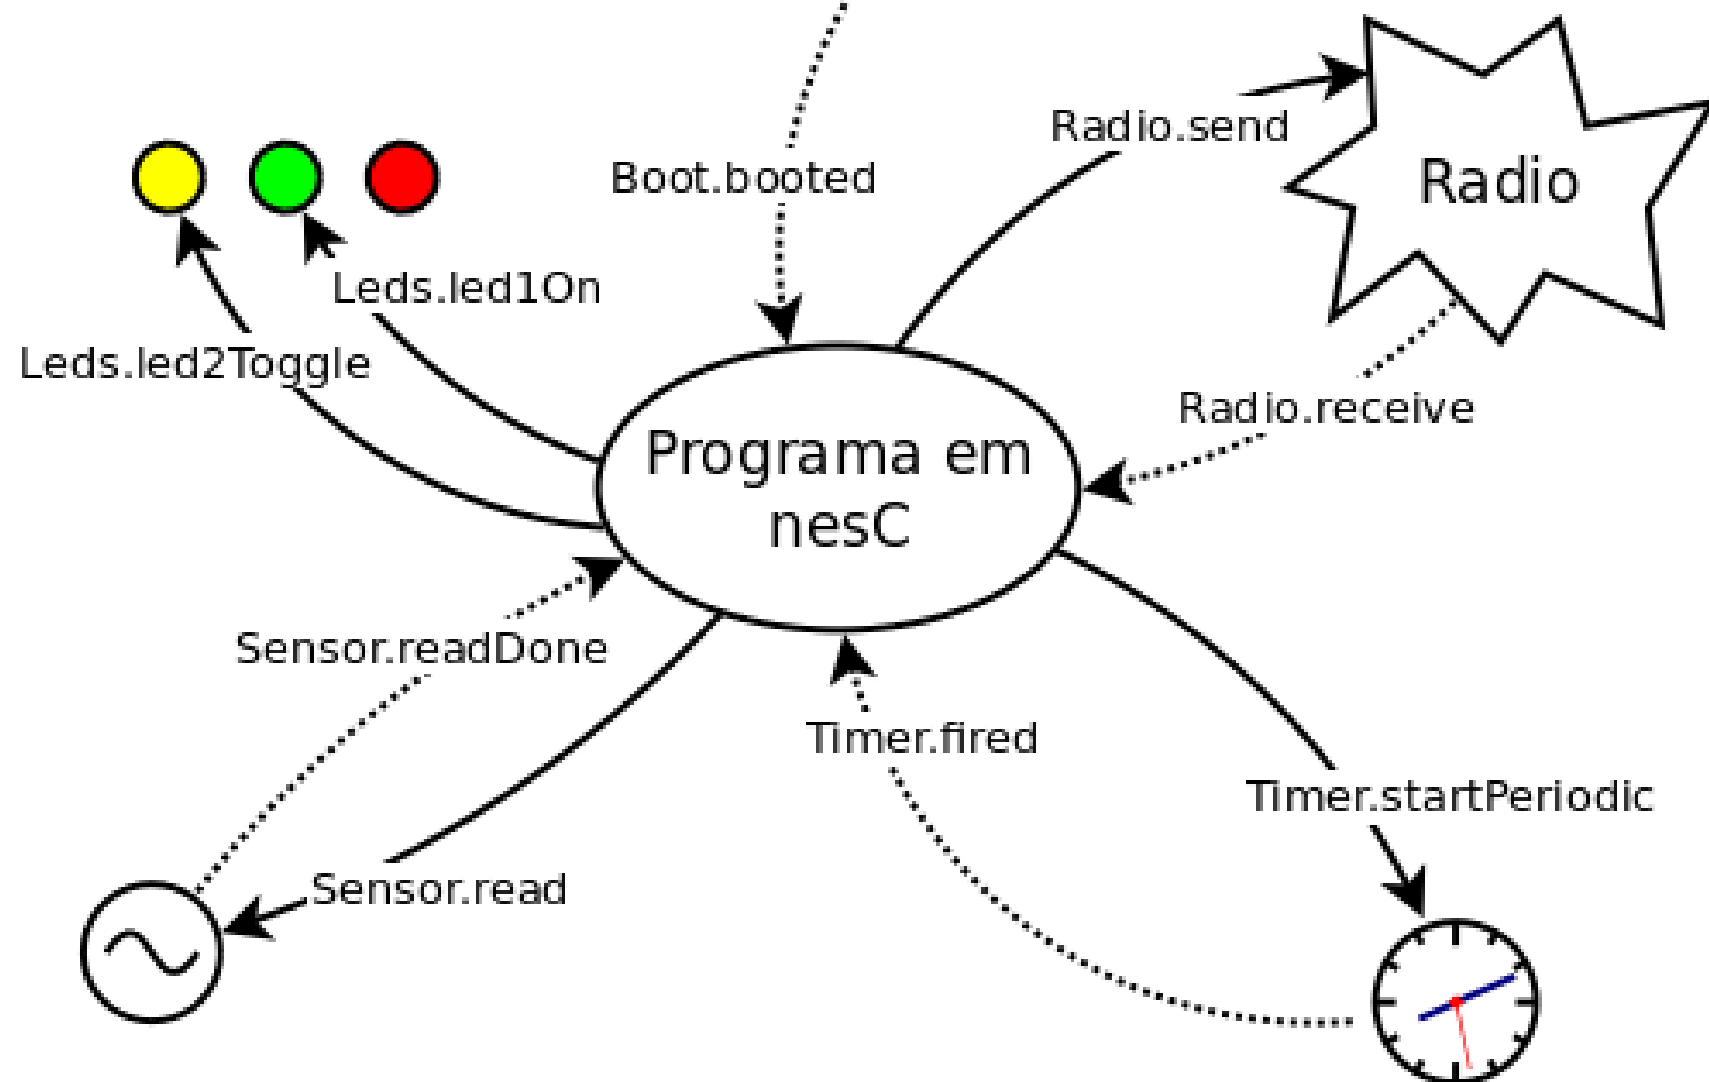 Radio.send
Boot.booted
Radio
Leds.led1On
Leds.led2Toggle
Radio.receive
Programa em
nesC
Sensor.readDone
Timer.fired
Timer.startPeriodic
Sensor.read